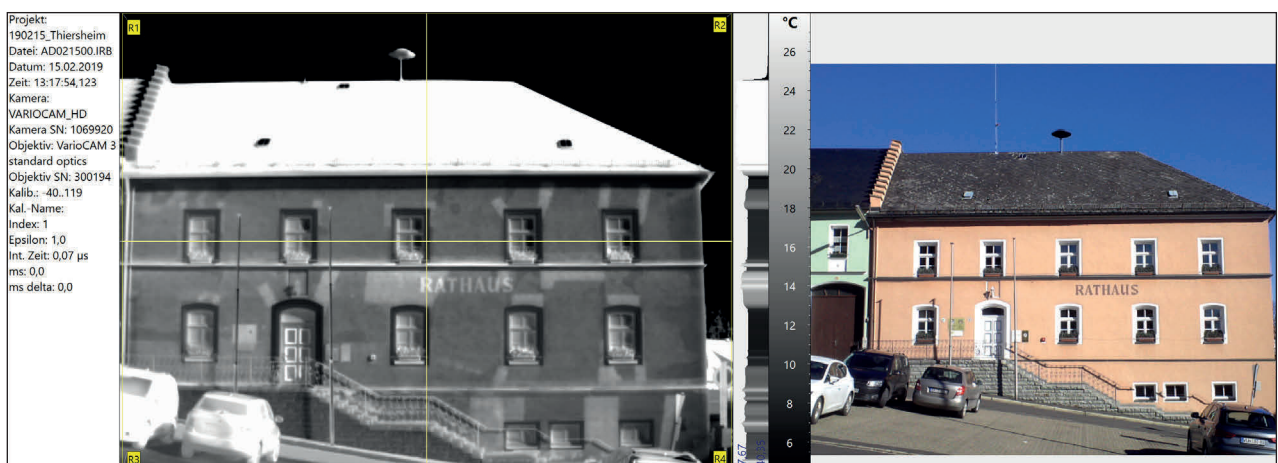 Projekt:
190215_Thiersheim
Datei: AD021500.IRB
Datum: 15.02.2019
Zeit: 13:17:54,123
Kamera:
VARIOCAM_HD
Kamera SN: 1069920
Objektiv: VarioCAM 3
standard optics
Objektiv SN: 300194
Kalib.: -40..119
Kal.-Name:
Index: 1
Epsilon: 1,0
Int. Zeit: 0,07 µs
ms: 0,0
ms delta: 0,0
R1
R2
RATHAUS
R3
R4
°C
26
24
22
20
18
16
14
12
10
8
6
7.67
RATHAUS